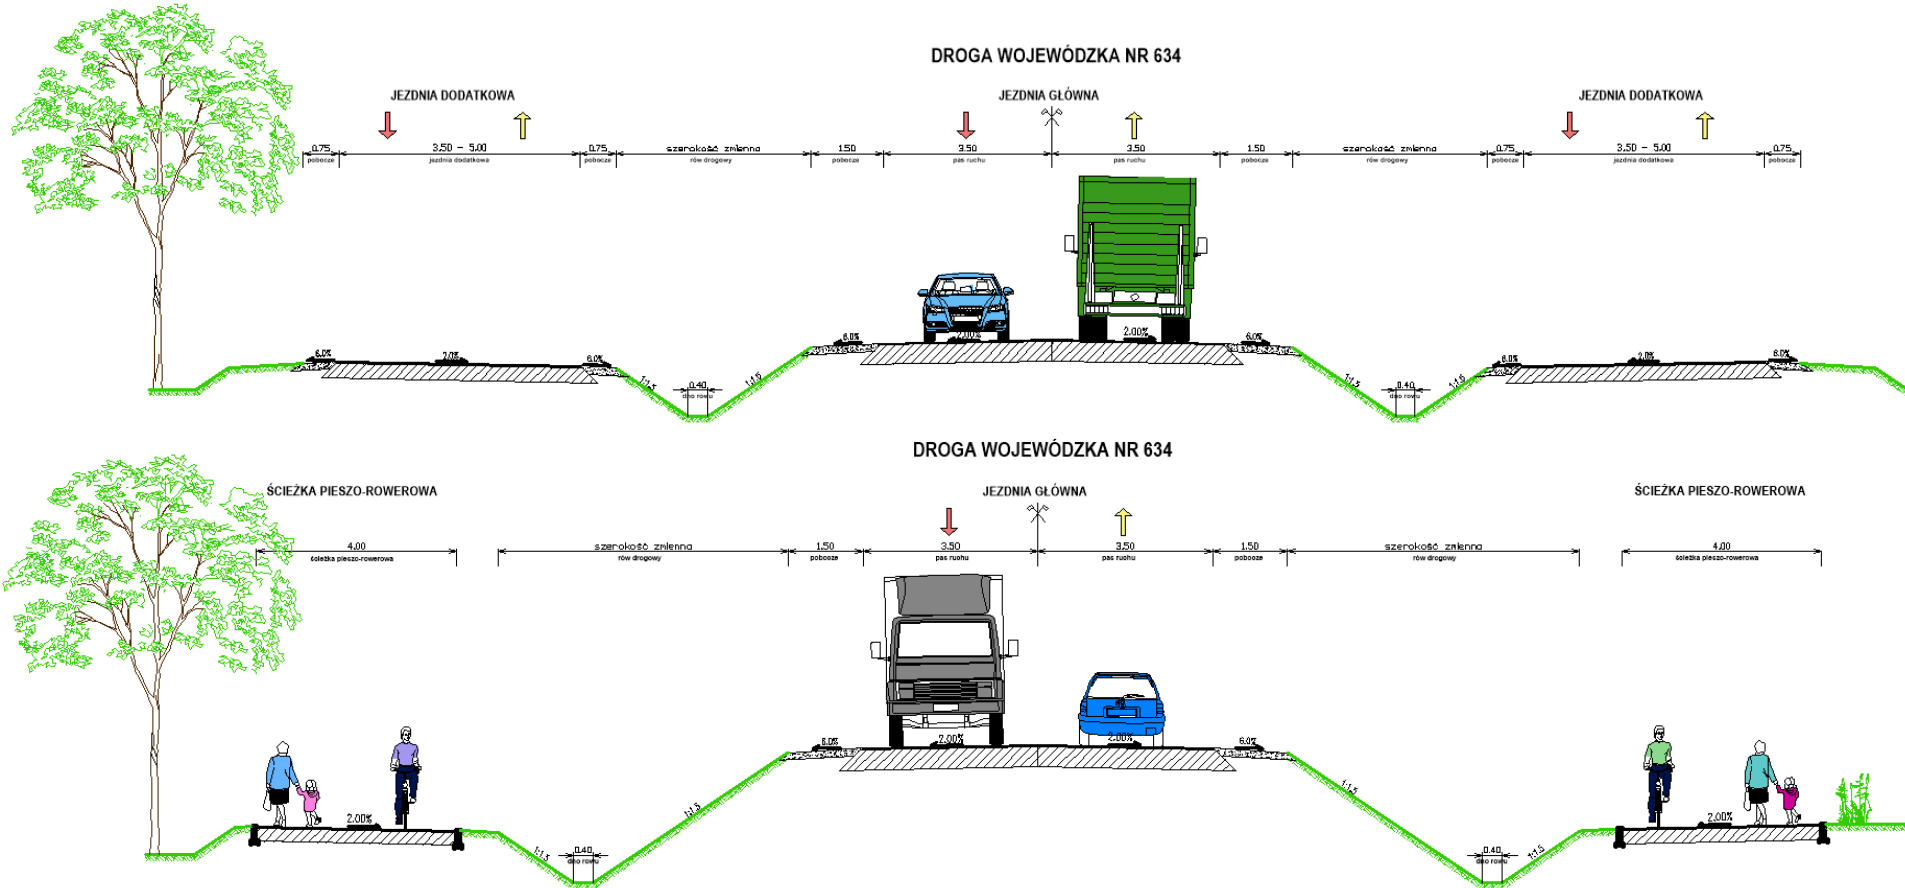 DROGA WOJEWÓDZKA NR 634
JEZDNIA DODATKOWA JEZDNIA GŁÓWNA JEZDNIA DODATKOWA
0.75 3.50 - 5.00 0.75 szerokość zmienna 1.50 3.50 3.50 1.50 szerokość zmienna 0.75 3.50 - 5.00 0.75
pobocze jezdnia dodatkowa pobocze rów drogowy pobocze pas ruchu pas ruchu pobocze rów drogowy pobocze jezdnia dodatkowa pobocze
6.0% 2.00% 2.00% 6.0%
6.0% 2.0% 6.0% 6.0% 2.0% 6.0%
1:1.5 0.40 1:1.5 1:1.5 0.40 1:1.5
dno rowu dno rowu
DROGA WOJEWÓDZKA NR 634
ŚCIEŻKA PIESZO-ROWEROWA JEZDNIA GŁÓWNA ŚCIEŻKA PIESZO-ROWEROWA
4.00 szerokość zmienna 1.50 3.50 3.50 1.50 szerokość zmienna 4.00
ścieżka pieszo-rowerowa rów drogowy pobocze pas ruchu pas ruchu pobocze rów drogowy ścieżka pieszo-rowerowa
6.0% 2.00% 2.00% 6.0%
1:1.5 1:1.5
2.00% 2.00%
1:1.5 0.40 0.40 1:1.5
dno rowu dno rowu